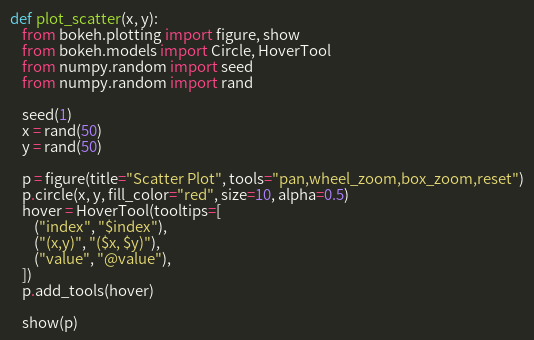 def plot_scatter(x, y):
from bokeh.plotting import figure, show
from bokeh.models import Circle, HoverTool
from numpy.random import seed
from numpy.random import rand
seed(1)
x = rand(50)
y = rand(50)
p = figure(title="Scatter Plot", tools="pan,wheel_zoom,box_zoom,reset")
p.circle(x, y, fill_color="red", size=10, alpha=0.5)
hover = HoverTool(tooltips=[
("index", "$index"),
("(x,y)", "($x, $y)"),
("value", "@value"),
])
p.add_tools(hover)
show(p)